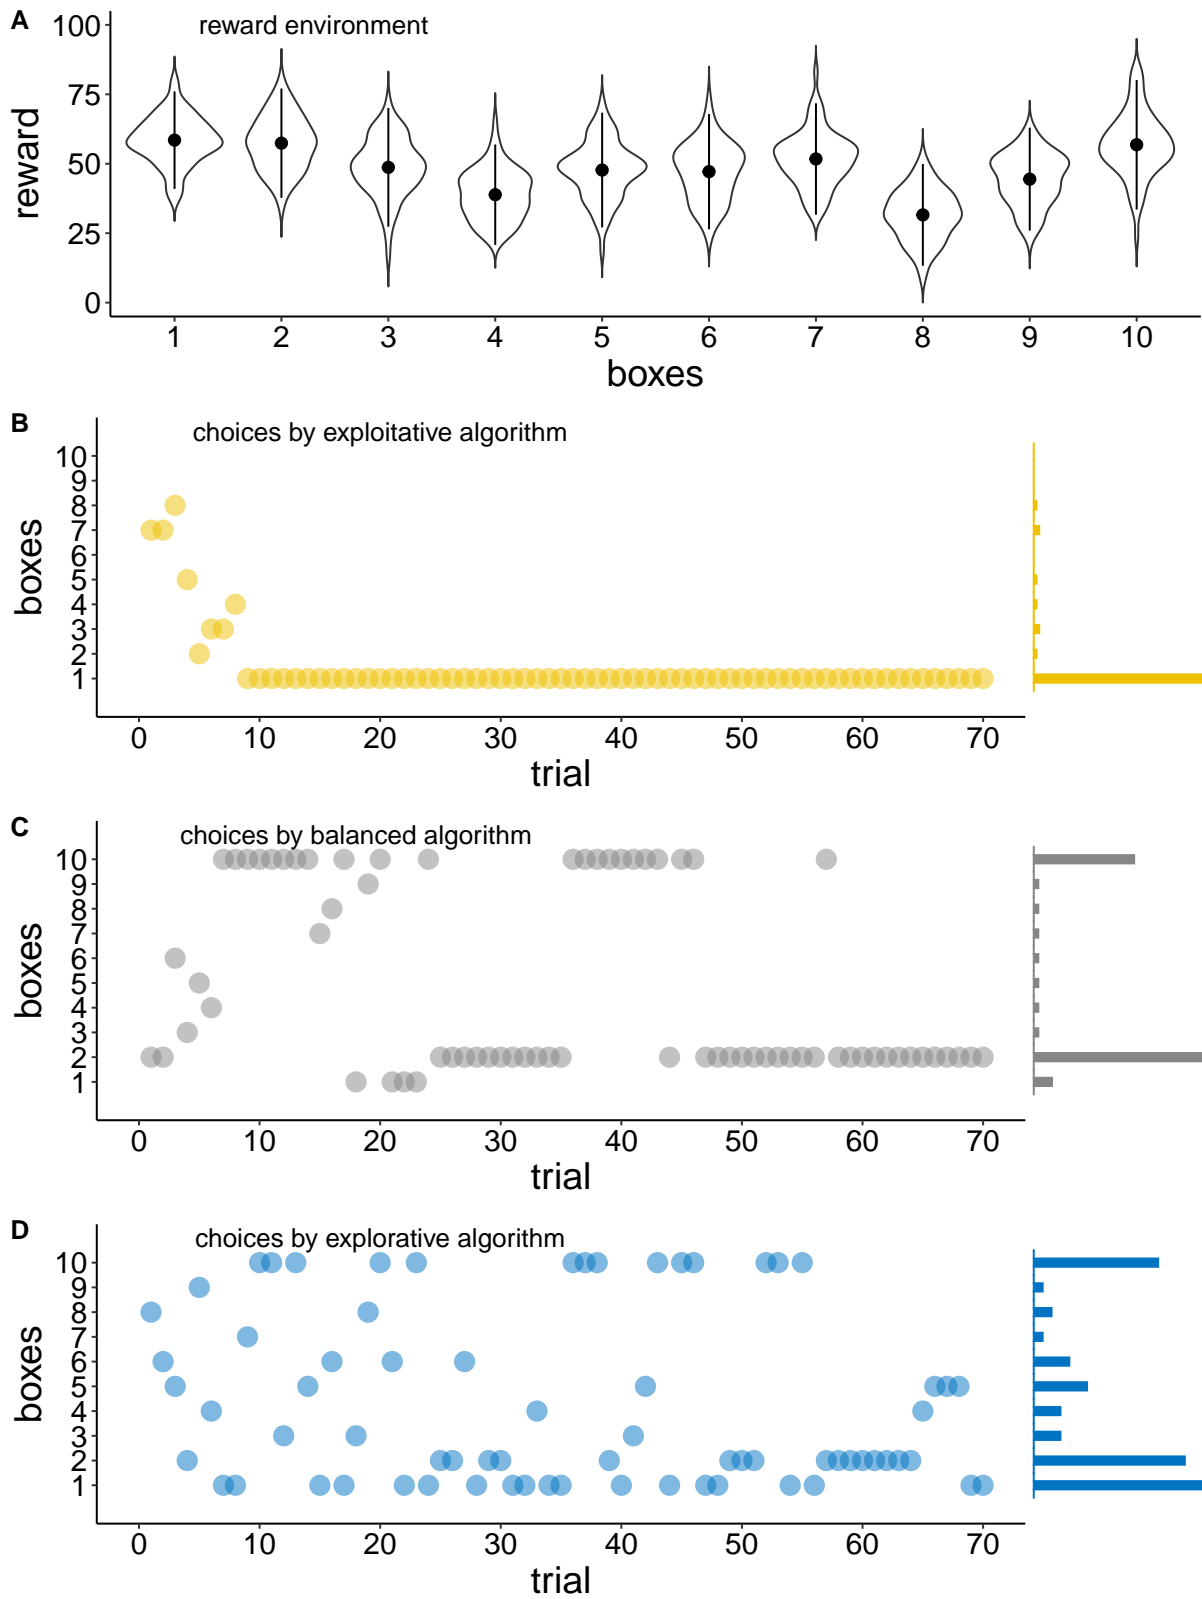 A
reward environment
100
75
50
25
0
reward
1 2 3 4 5 6 7 8 9 10
boxes
B
choices by exploitative algorithm
10
9
8
7
6
5
4
3
2
1
boxes
0 10 20 30 40 50 60 70
trial
C
choices by balanced algorithm
10
9
8
7
6
5
4
3
2
1
boxes
0 10 20 30 40 50 60 70
trial
D
choices by explorative algorithm
10
9
8
7
6
5
4
3
2
1
boxes
0 10 20 30 40 50 60 70
trial